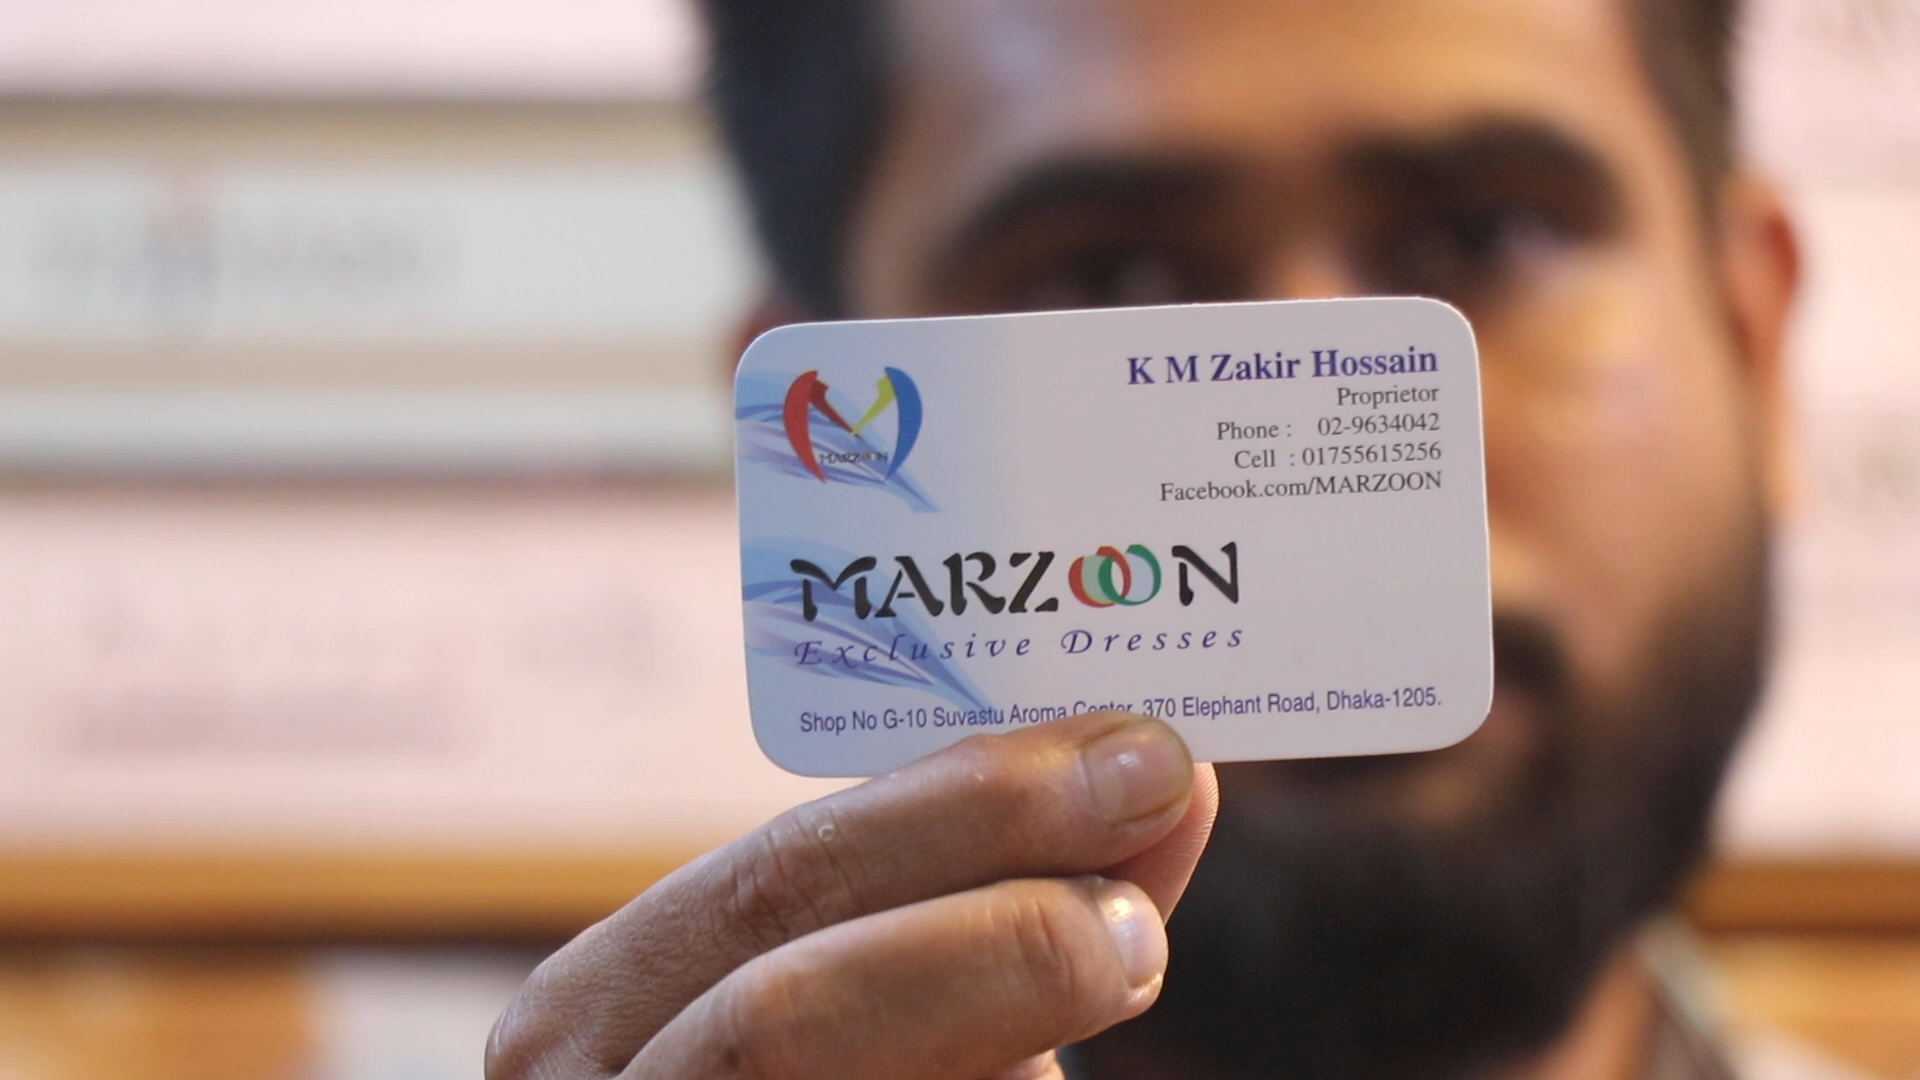 K M Zakir Hossain
Proprietor
Phone : 02-9634042
Cell : 01755615256
Facebook.com/MARZOON
MARZOON
MARZOON
Exclusive Dresses
Shop No G-10 Suvastu Aroma Center, 370 Elephant Road, Dhaka-1205.